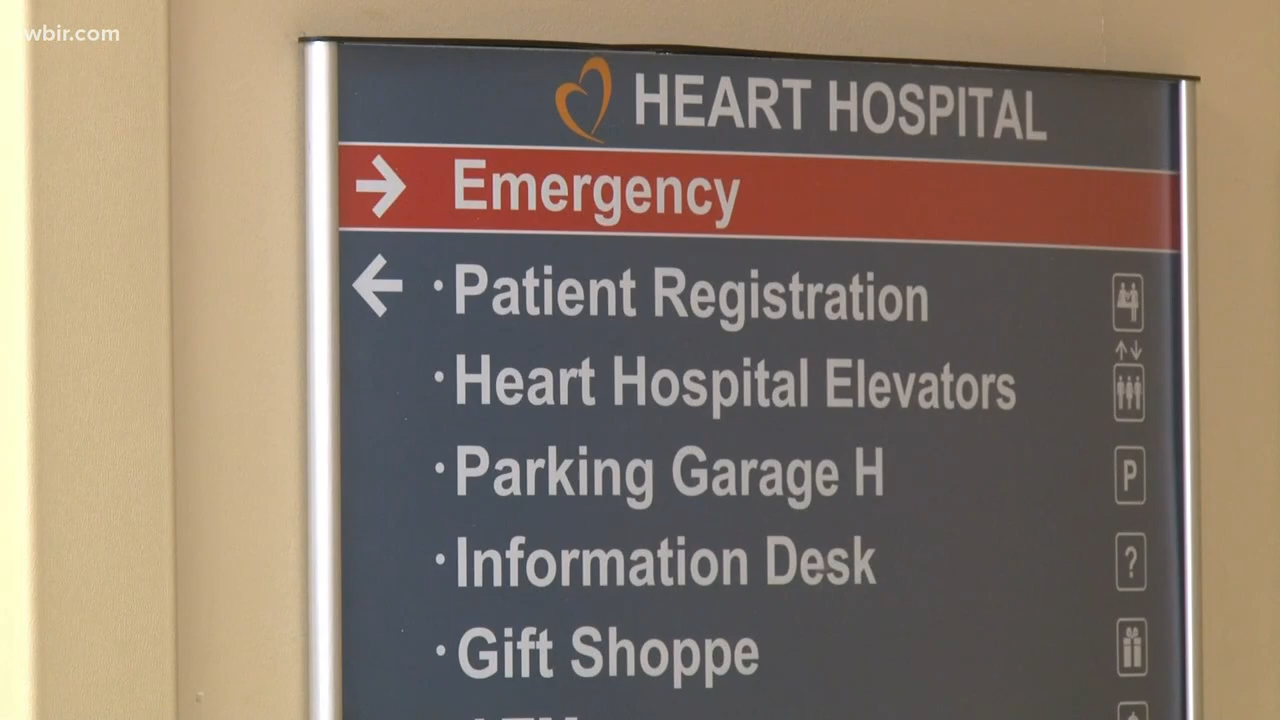 wbir.com
HEART HOSPITAL
Emergency
· Patient Registration
· Heart Hospital Elevators
· Parking Garage H
P
· Information Desk
?
· Gift Shoppe